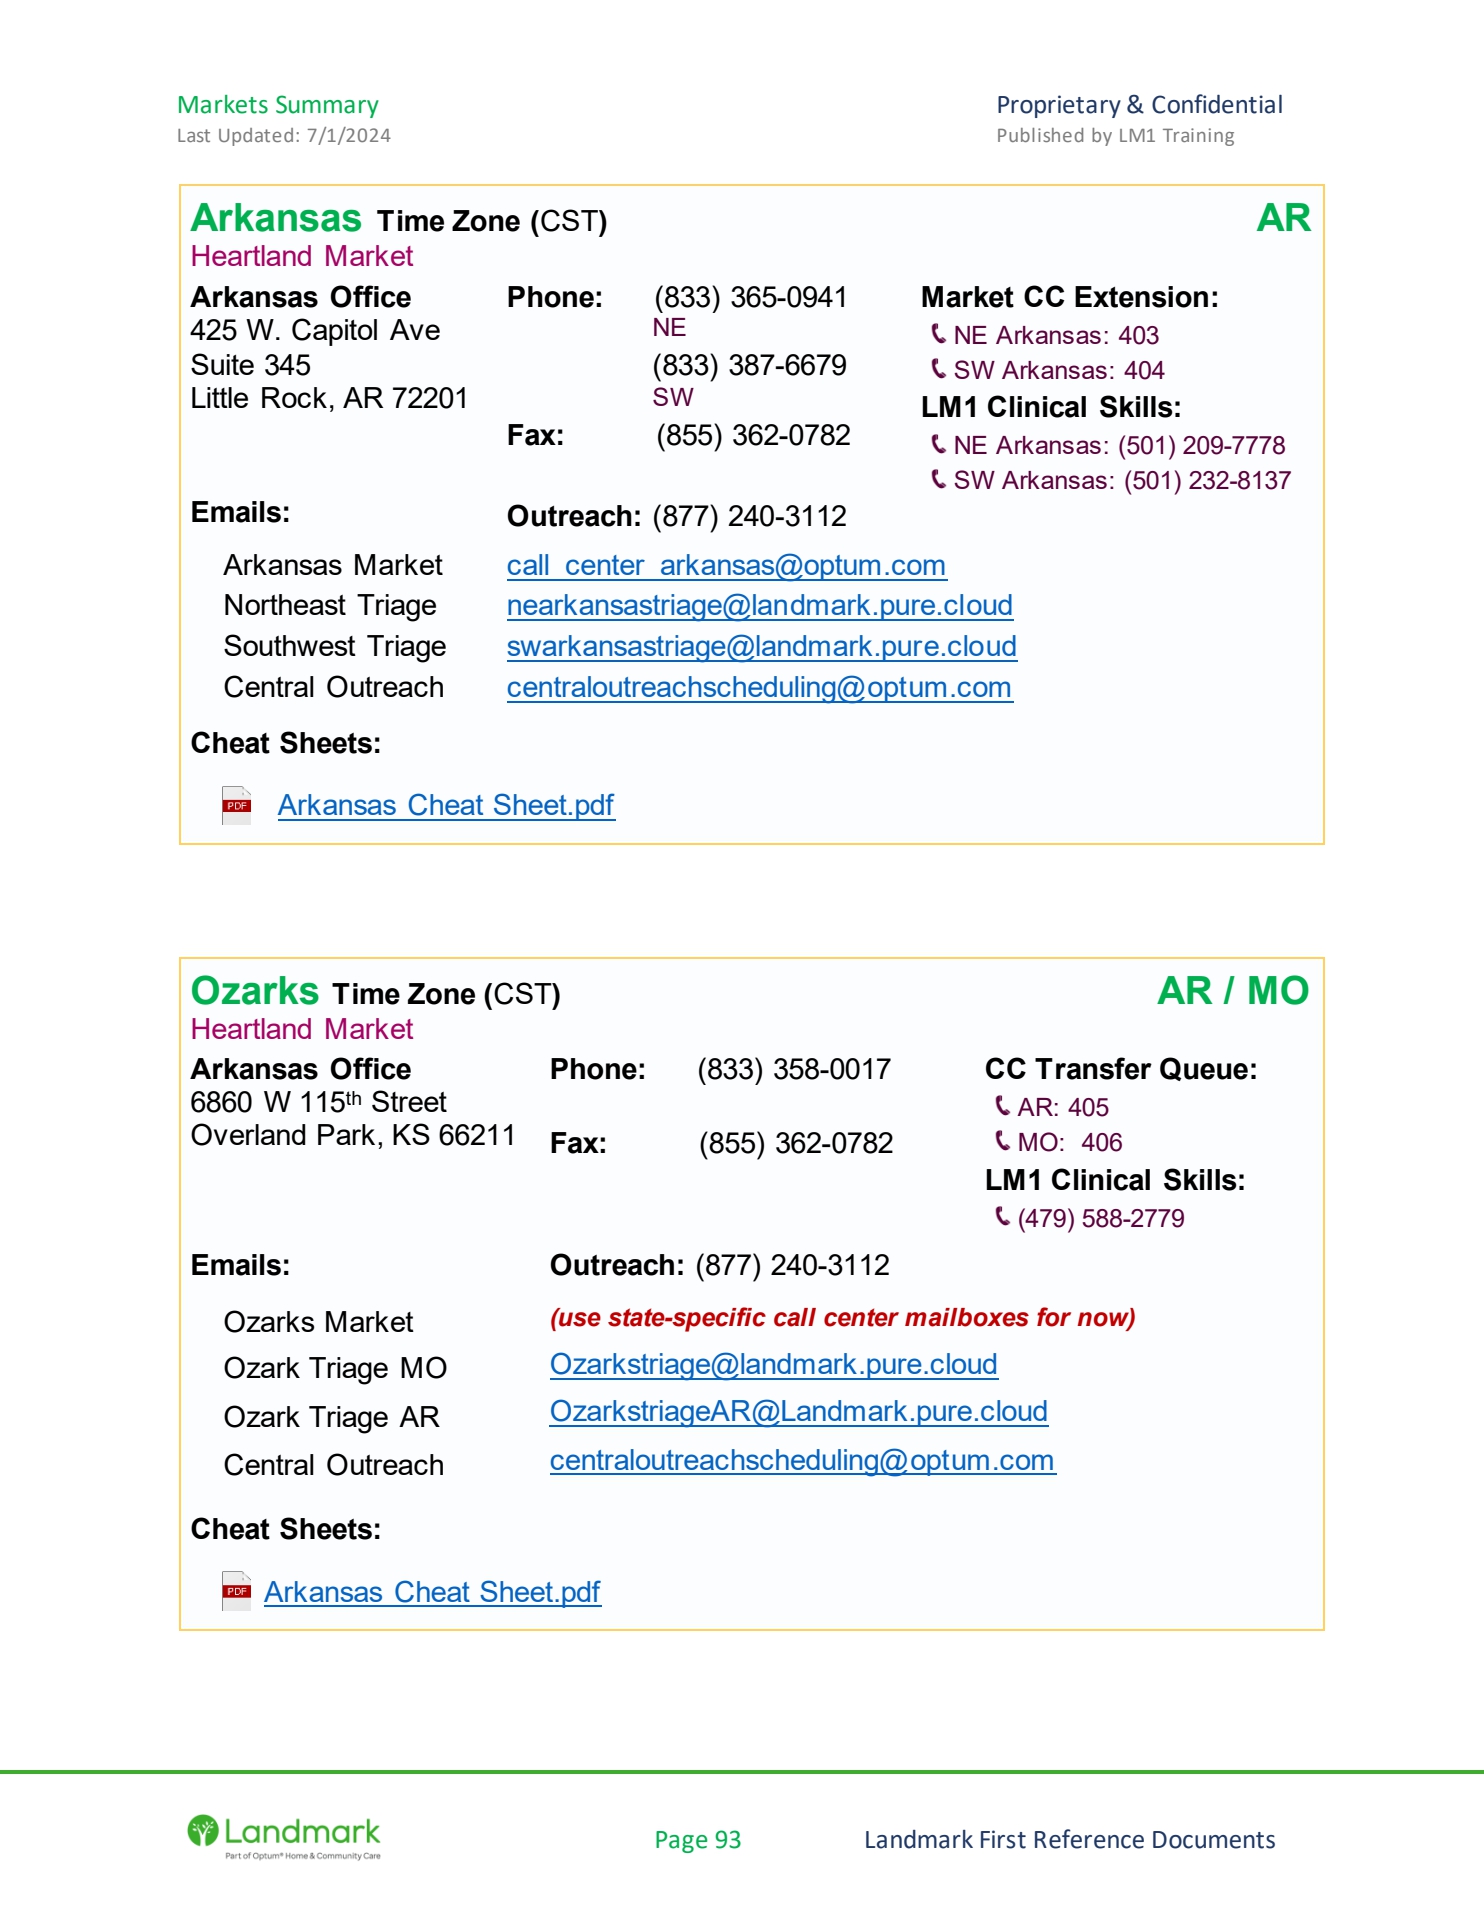 Markets Summary
Proprietary & Confidential
Last Updated: 7/1/2024
Published by LM1 Training
Arkansas Time Zone (CST)
AR
Heartland Market
Arkansas Office
425 W. Capitol Ave
Suite 345
Little Rock, AR 72201
Phone: (833) 365-0941
NE
(833) 387-6679
SW
Fax: (855) 362-0782
Market CC Extension:
NE Arkansas: 403
SW Arkansas: 404
LM1 Clinical Skills:
NE Arkansas: (501) 209-7778
SW Arkansas: (501) 232-8137
Emails:
Outreach: (877) 240-3112
Arkansas Market call_center_arkansas@optum.com
Northeast Triage nearkansastriage@landmark.pure.cloud
Southwest Triage swarkansastriage@landmark.pure.cloud
Central Outreach centraloutreachscheduling@optum.com
Cheat Sheets:
PDF Arkansas Cheat Sheet.pdf
Ozarks Time Zone (CST)
AR / MO
Heartland Market
Arkansas Office
6860 W 115th Street
Overland Park, KS 66211
Phone: (833) 358-0017
Fax: (855) 362-0782
CC Transfer Queue:
AR: 405
MO: 406
LM1 Clinical Skills:
(479) 588-2779
Emails:
Outreach: (877) 240-3112
Ozarks Market (use state-specific call center mailboxes for now)
Ozark Triage MO Ozarkstriage@landmark.pure.cloud
Ozark Triage AR OzarkstriageAR@Landmark.pure.cloud
Central Outreach centraloutreachscheduling@optum.com
Cheat Sheets:
PDF Arkansas Cheat Sheet.pdf
Landmark
Part of Optum® Home & Community Care
Page 93
Landmark First Reference Documents